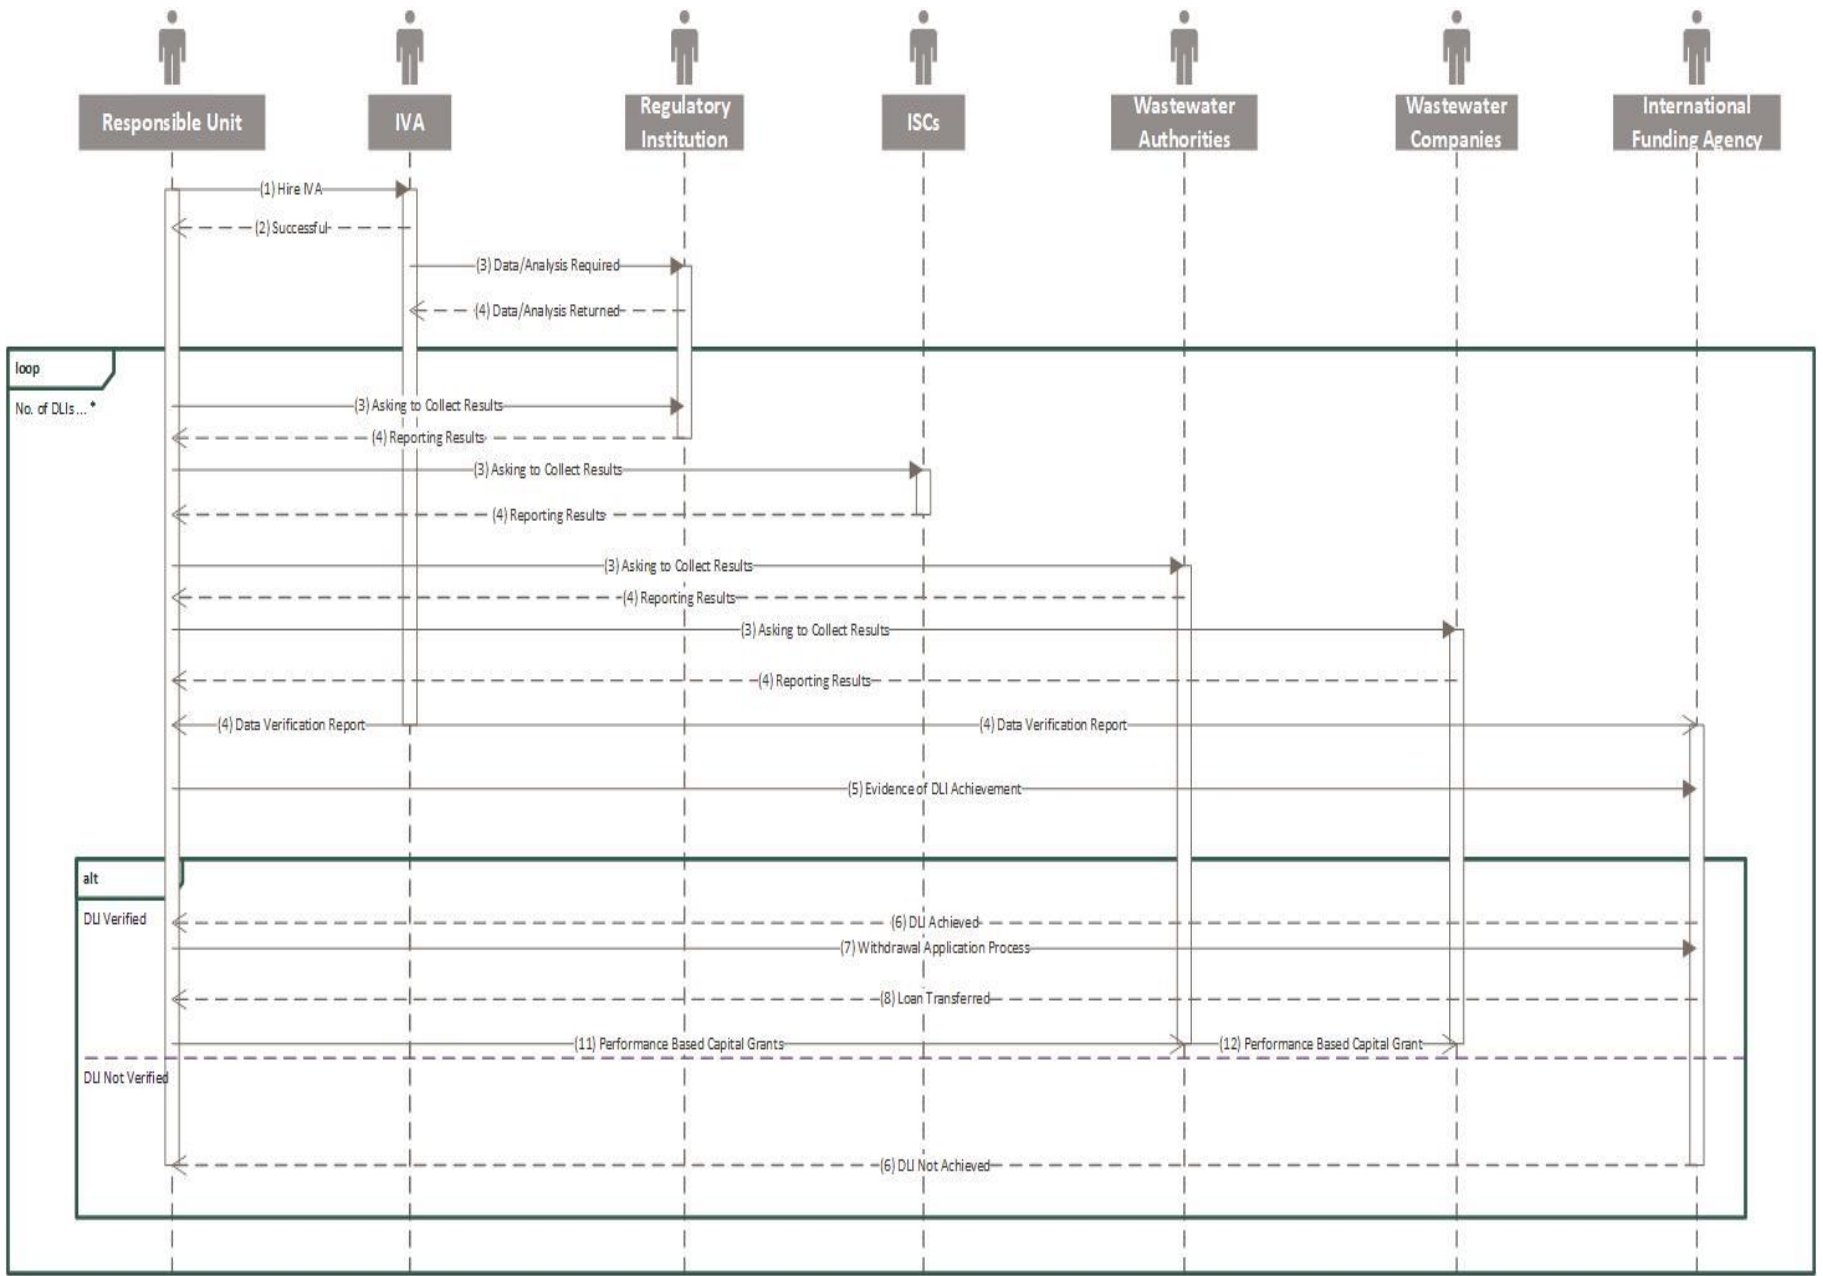 Responsible Unit
IVA
Regulatory
Institution
ISCs
Wastewater
Authorities
Wastewater
Companies
International
Funding Agency
(1) Hire IVA
(2) Successful
(3) Data/Analysis Required
(4) Data/Analysis Returned
loop
No. of DLIs... *
(3) Asking to Collect Results
(4) Reporting Results
(3) Asking to Collect Results
(4) Reporting Results
(3) Asking to Collect Results
(4) Reporting Results
(3) Asking to Collect Results
(4) Reporting Results
(4) Data Verification Report
(4) Data Verification Report
(5) Evidence of DLI Achievement
alt
DLI Verified
(6) DLI Achieved
(7) Withdrawal Application Process
(8) Loan Transferred
(11) Performance Based Capital Grants
(12) Performance Based Capital Grant
DLI Not Verified
(6) DLI Not Achieved